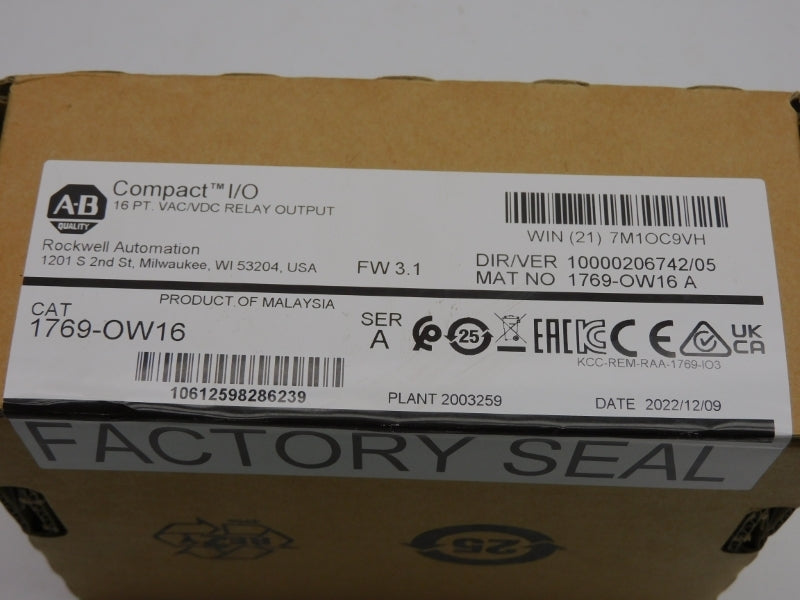 A-B
QUALITY
Compact™ I/O
16 PT. VAC/VDC RELAY OUTPUT
Rockwell Automation
1201 S 2nd St, Milwaukee, WI 53204, USA
FW 3.1
WIN (21) 7M1OC9VH
DIR/VER 10000206742/05
MAT NO 1769-OW16 A
PRODUCT OF MALAYSIA
CAT
1769-OW16
10612598286239
SER
A
25
EAC
KC
CE
UK
CA
KCC-REM-RAA-1769-IO3
PLANT 2003259
DATE 2022/12/09
FACTORY SEAL
25